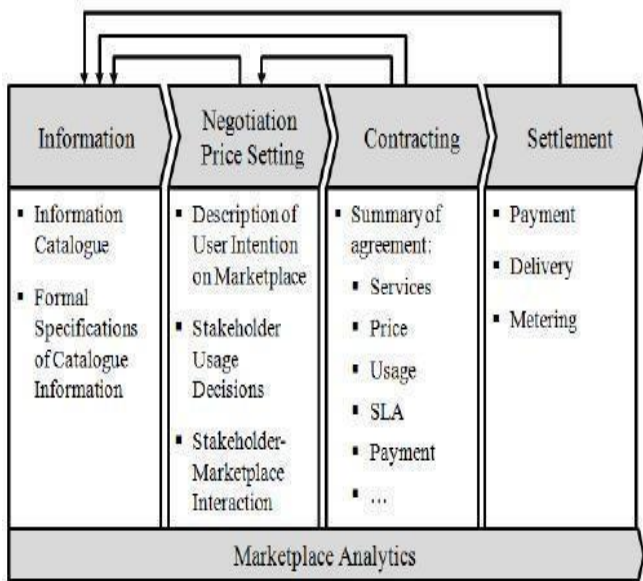 Information
Negotiation
Price Setting
Contracting
Settlement
▪ Information
Catalogue
▪ Formal
Specifications
of Catalogue
Information
▪ Description of
User Intention
on Marketplace
▪ Stakeholder
Usage
Decisions
▪ Stakeholder-
Marketplace
Interaction
▪ Summary of
agreement:
▪ Services
▪ Price
▪ Usage
▪ SLA
▪ Payment
▪ …
▪ Payment
▪ Delivery
▪ Metering
Marketplace Analytics